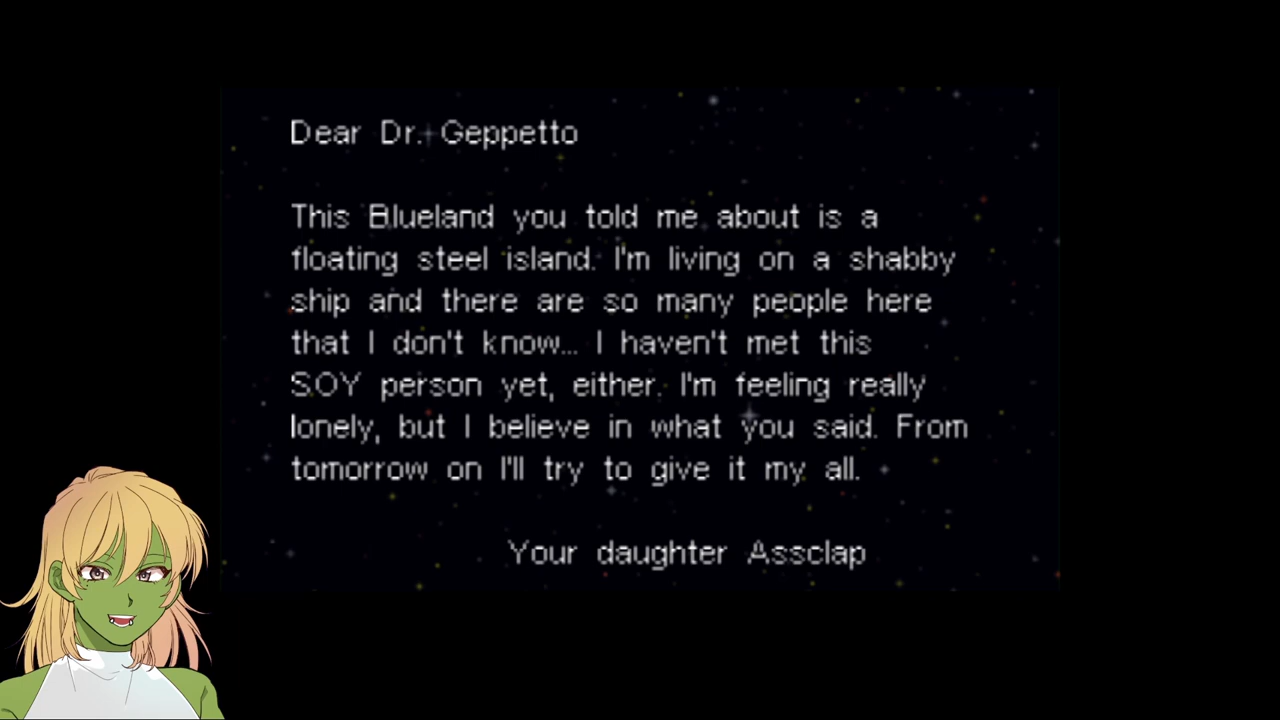 Dear Dr. Geppetto
This Blueland you told me about is a
floating steel island. I'm living on a shabby
ship and there are so many people here
that I don't know... I haven't met this
SOY person yet, either. I'm feeling really
lonely, but I believe in what you said. From
tomorrow on I'll try to give it my all.
Your daughter Assclap